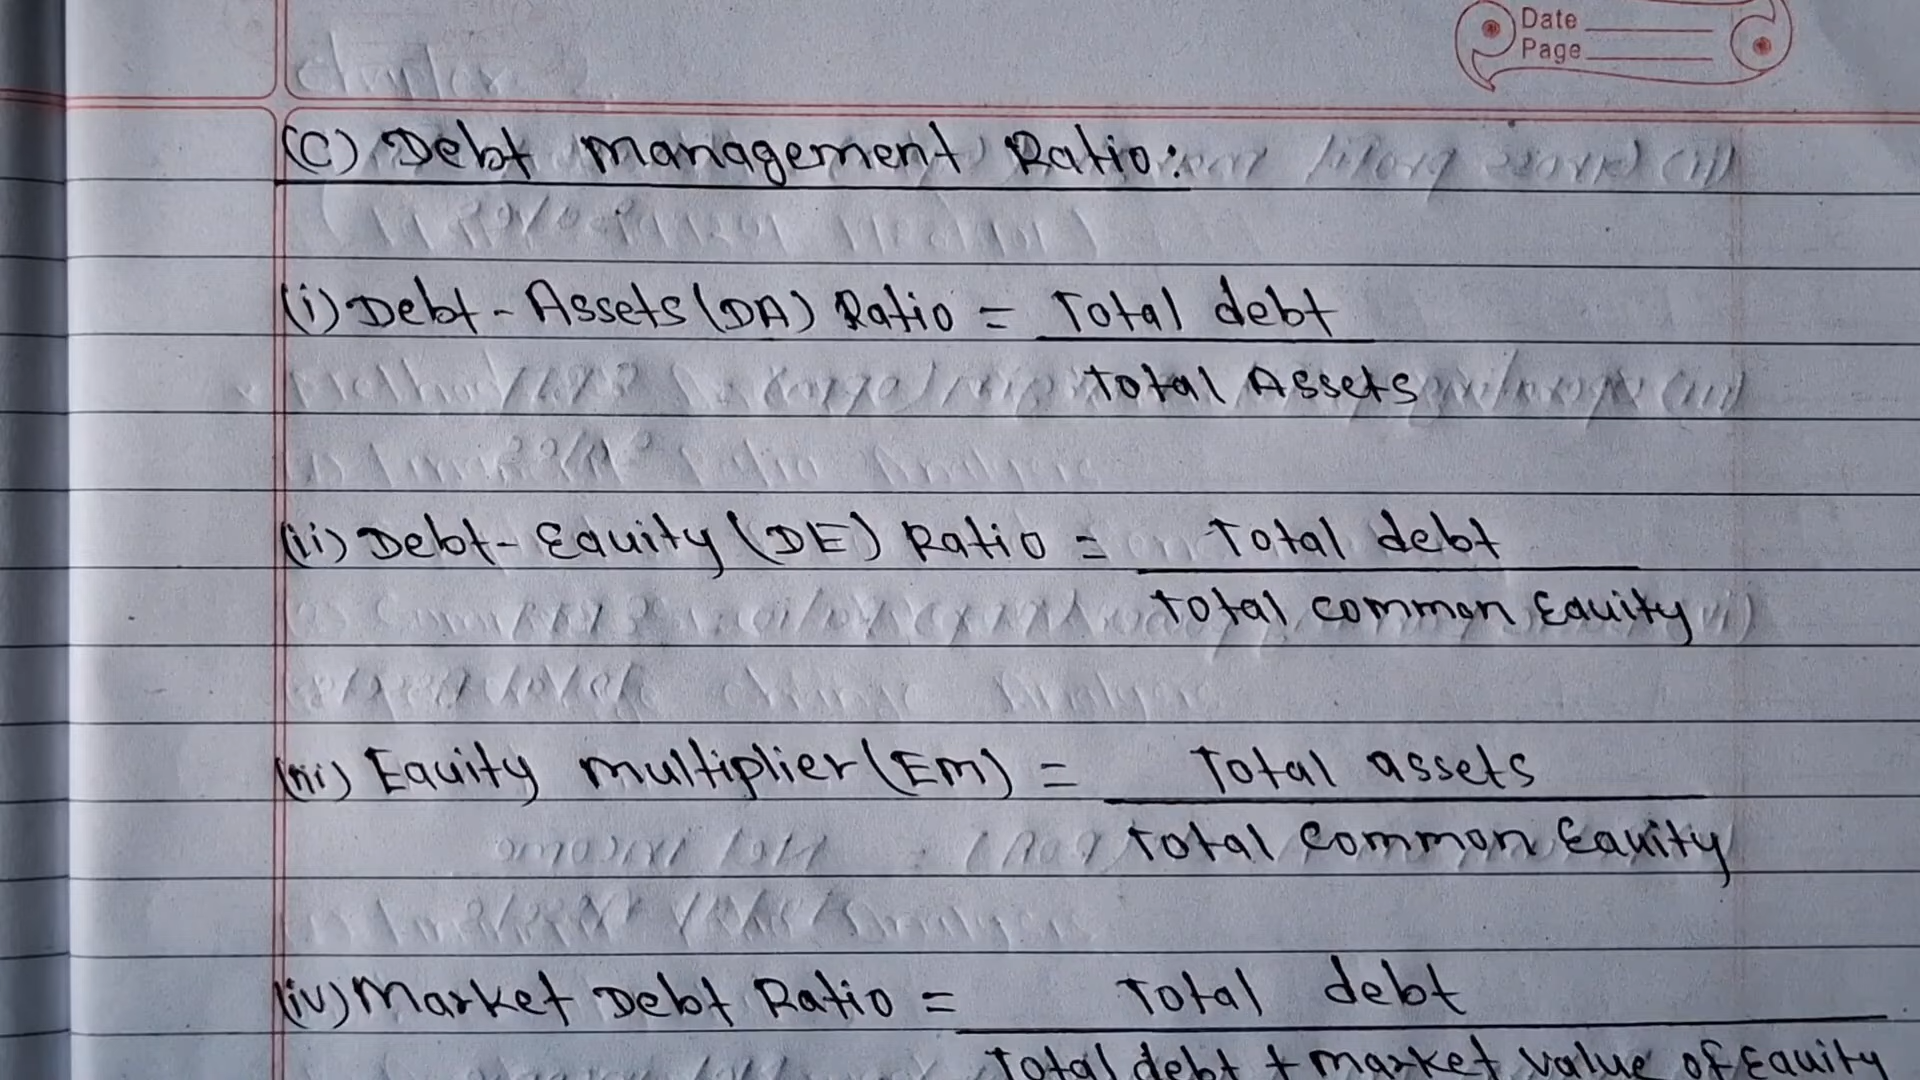 Date
Page
(C) Debt management Ratio:
(i) Debt - Assets (DA) Ratio = Total debt
Total Assets
(ii) Debt - Equity (DE) Ratio = Total debt
Total common Equity
(iii) Equity multiplier (EM) = Total assets
Total Common Equity
(iv) Market Debt Ratio = Total debt
Total debt + market value of Equity